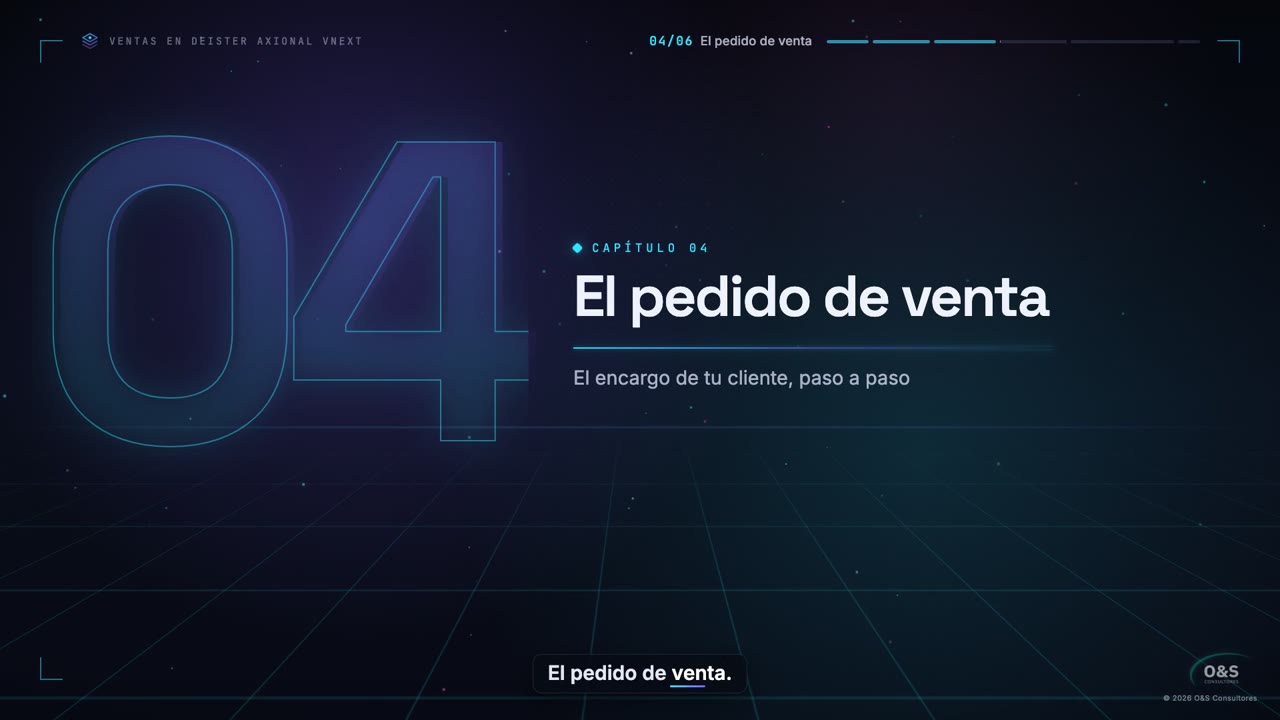 VENTAS EN DEISTER AXIONAL VNEXT
04/06 El pedido de venta
04
CAPÍTULO 04
El pedido de venta
El encargo de tu cliente, paso a paso
El pedido de venta.
O&S
CONSULTORES
© 2026 O&S Consultores